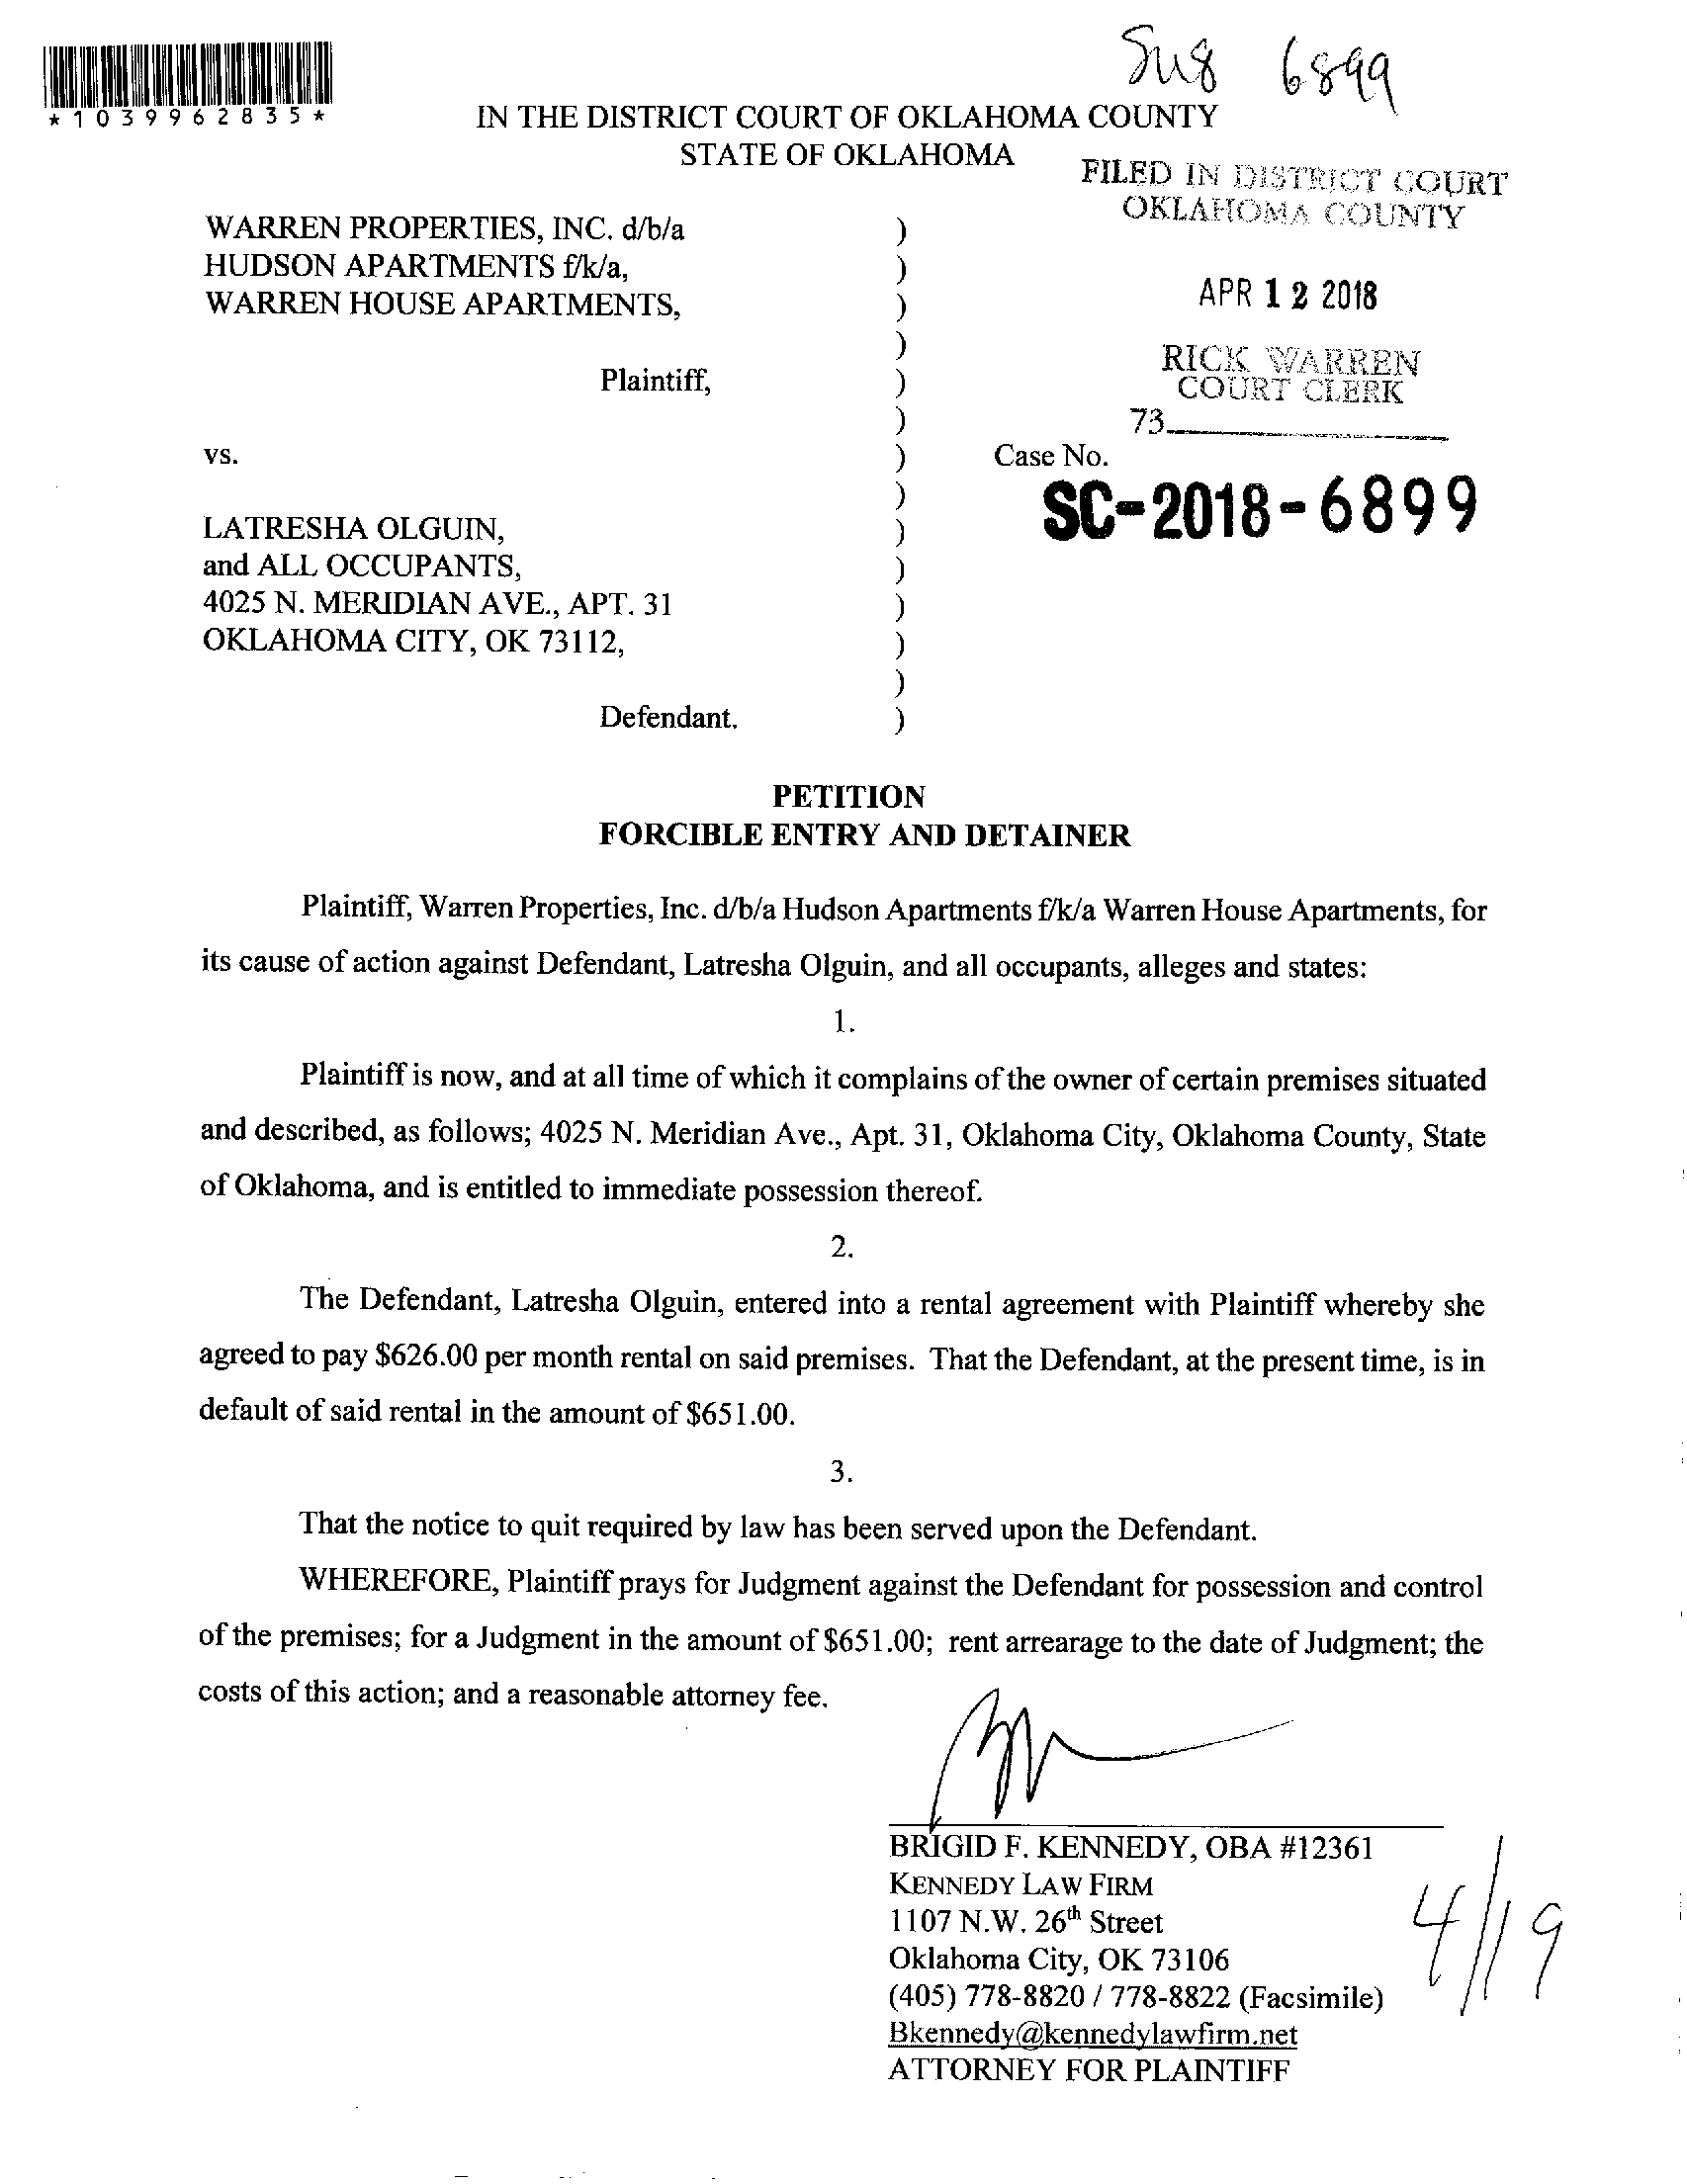 *1039962835*
6899
IN THE DISTRICT COURT OF OKLAHOMA COUNTY
STATE OF OKLAHOMA
FILED IN DISTRICT COURT
OKLAHOMA COUNTY
APR 12 2018
RICK WARREN
COURT CLERK
73
WARREN PROPERTIES, INC. d/b/a )
HUDSON APARTMENTS f/k/a, )
WARREN HOUSE APARTMENTS, )
)
Plaintiff, )
)
vs. ) Case No.
) SC-2018-6899
LATRESHA OLGUIN, )
and ALL OCCUPANTS, )
4025 N. MERIDIAN AVE., APT. 31 )
OKLAHOMA CITY, OK 73112, )
)
Defendant. )
PETITION
FORCIBLE ENTRY AND DETAINER
Plaintiff, Warren Properties, Inc. d/b/a Hudson Apartments f/k/a Warren House Apartments, for
its cause of action against Defendant, Latresha Olguin, and all occupants, alleges and states:
1.
Plaintiff is now, and at all time of which it complains of the owner of certain premises situated
and described, as follows; 4025 N. Meridian Ave., Apt. 31, Oklahoma City, Oklahoma County, State
of Oklahoma, and is entitled to immediate possession thereof.
2.
The Defendant, Latresha Olguin, entered into a rental agreement with Plaintiff whereby she
agreed to pay $626.00 per month rental on said premises. That the Defendant, at the present time, is in
default of said rental in the amount of $651.00.
3.
That the notice to quit required by law has been served upon the Defendant.
WHEREFORE, Plaintiff prays for Judgment against the Defendant for possession and control
of the premises; for a Judgment in the amount of $651.00; rent arrearage to the date of Judgment; the
costs of this action; and a reasonable attorney fee.
BRIGID F. KENNEDY, OBA #12361
KENNEDY LAW FIRM
1107 N.W. 26th Street
Oklahoma City, OK 73106
(405) 778-8820 / 778-8822 (Facsimile)
Bkennedy@kennedylawfirm.net
ATTORNEY FOR PLAINTIFF
4/19